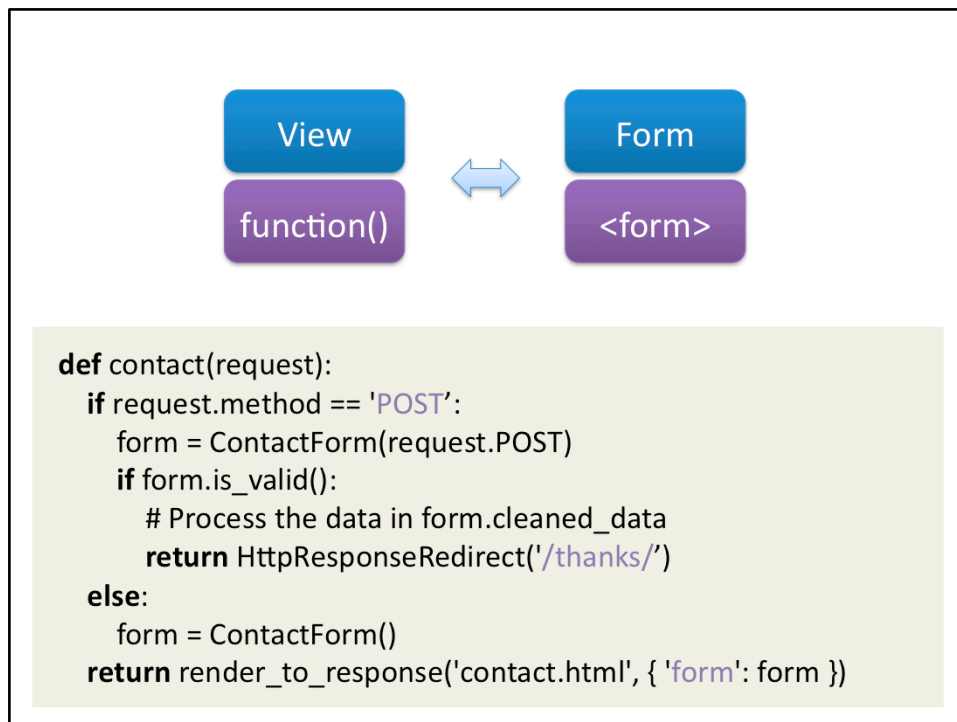 View
Form
function()
<form>
def contact(request):
if request.method == 'POST’:
form = ContactForm(request.POST)
if form.is_valid():
# Process the data in form.cleaned_data
return HttpResponseRedirect('/thanks/’)
else:
form = ContactForm()
return render_to_response('contact.html', { 'form': form })